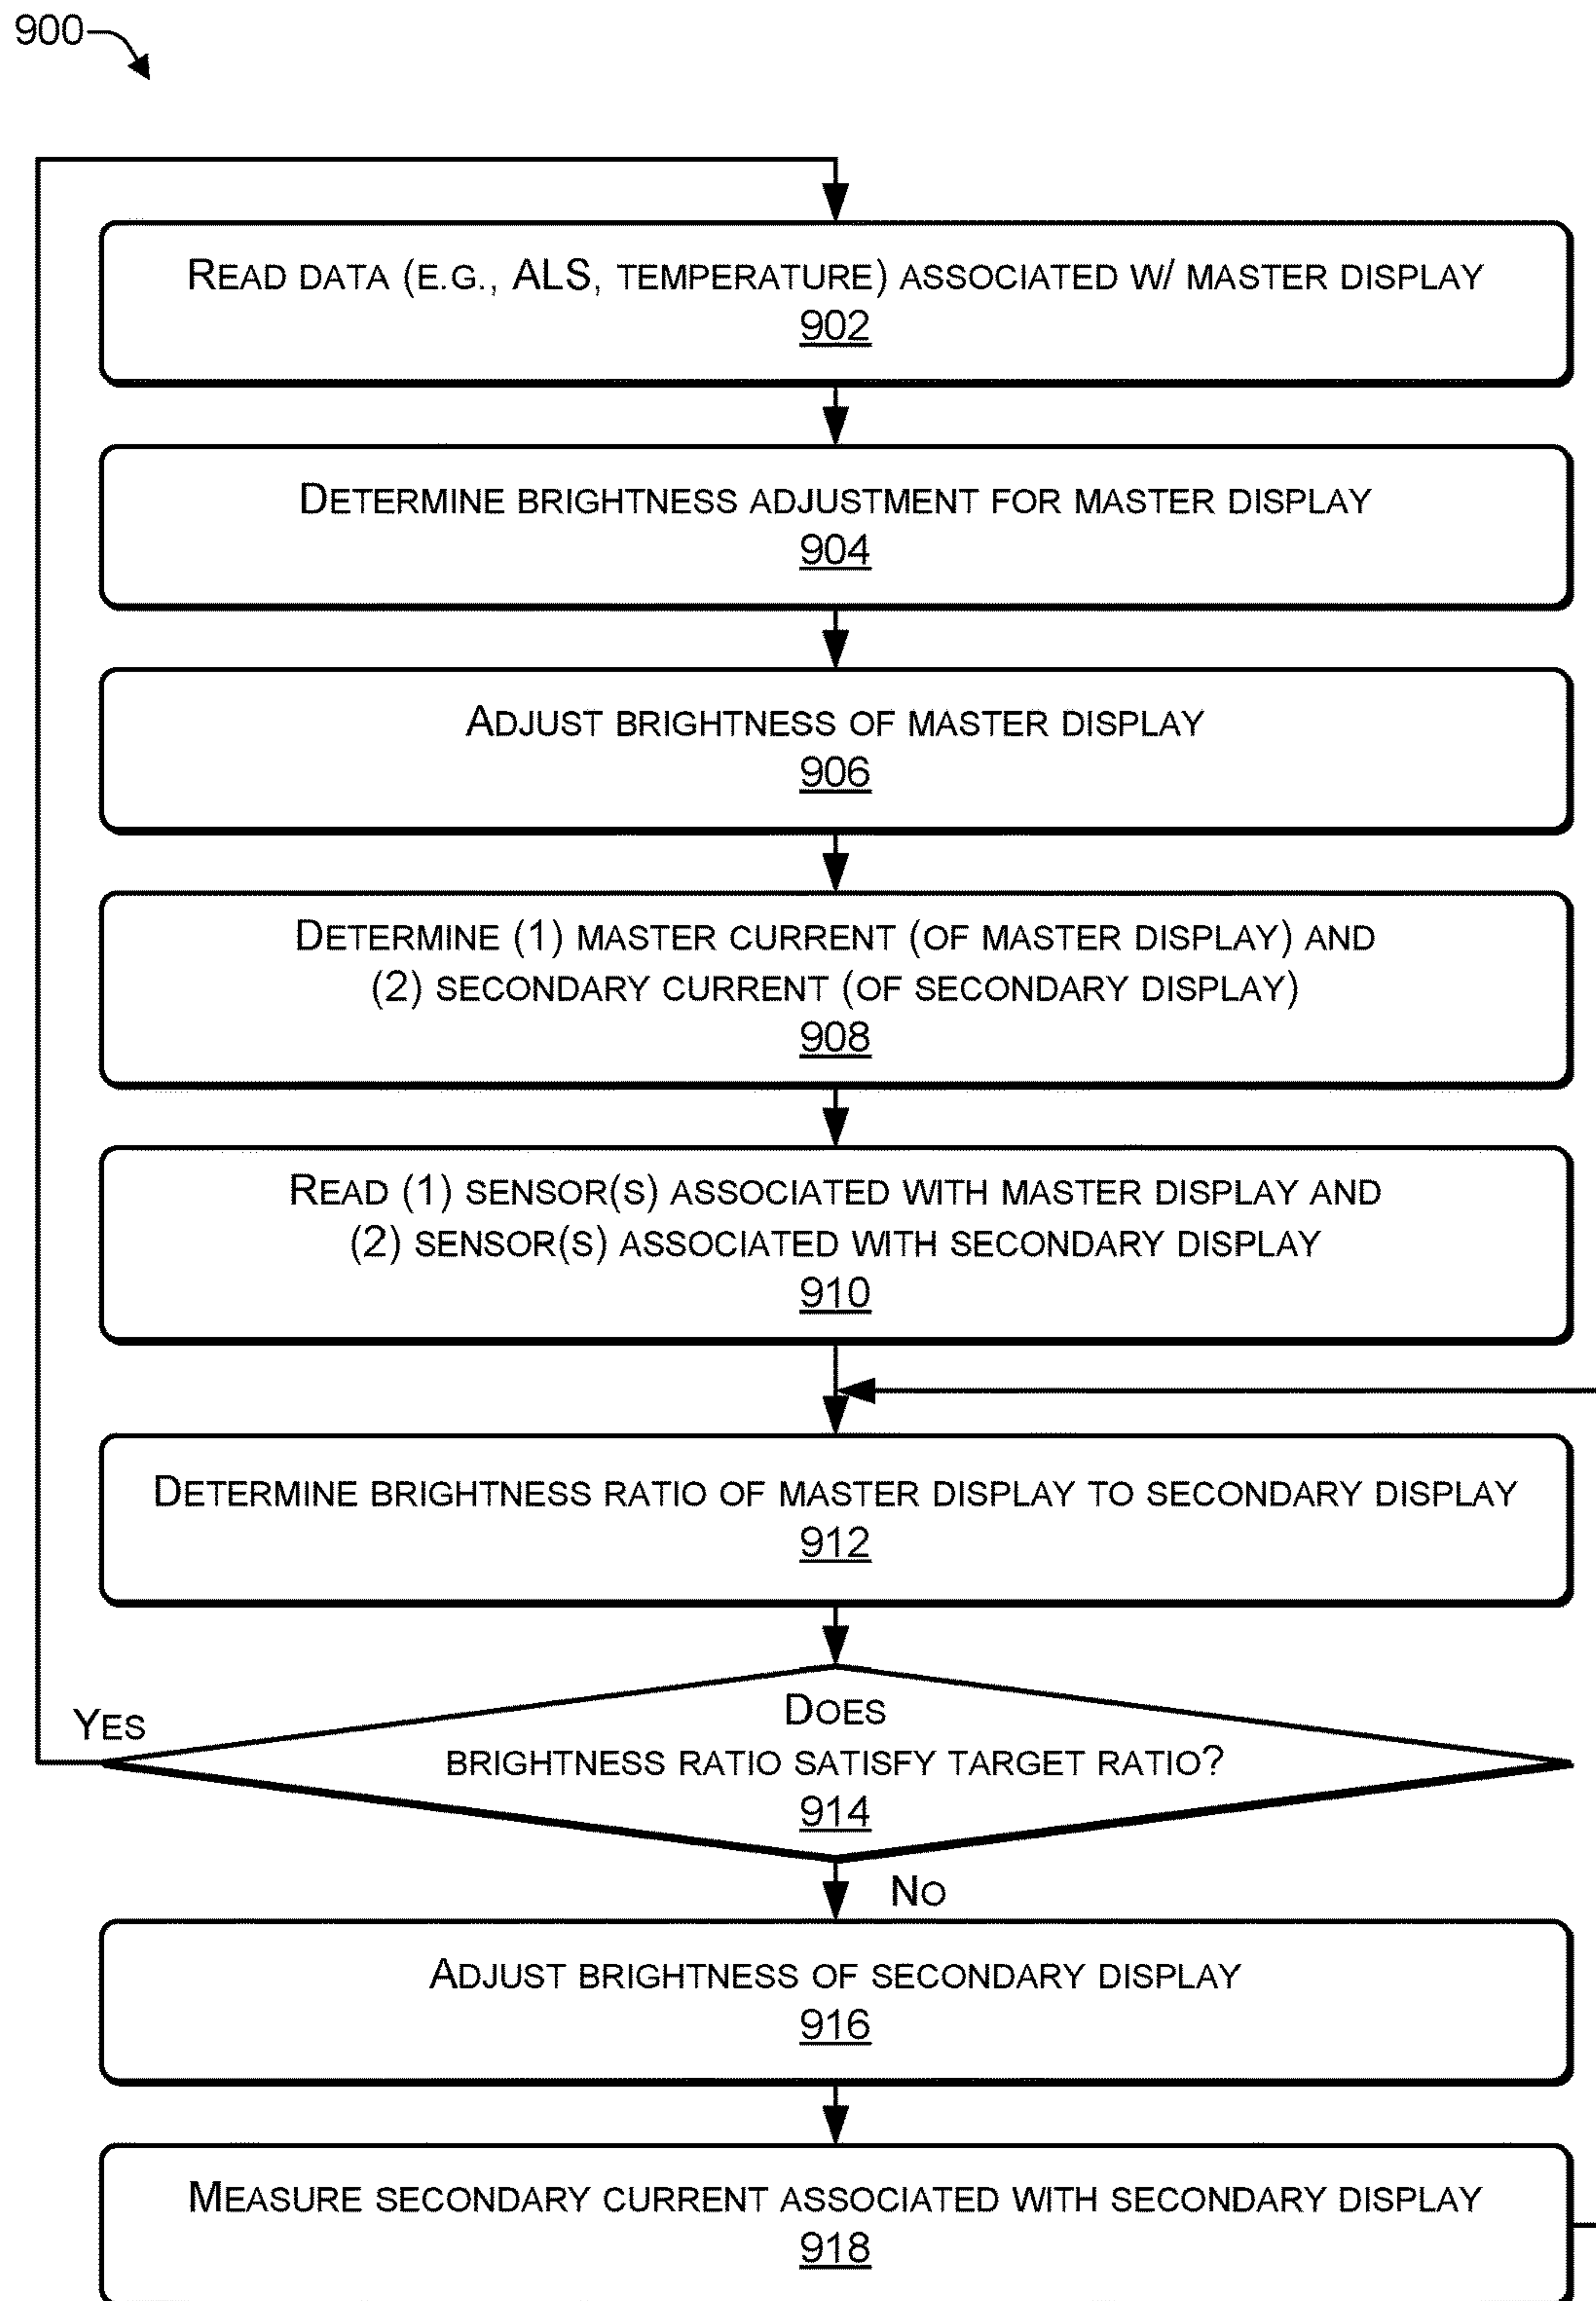 900
READ DATA (E.G., ALS, TEMPERATURE) ASSOCIATED W/ MASTER DISPLAY
902
DETERMINE BRIGHTNESS ADJUSTMENT FOR MASTER DISPLAY
904
ADJUST BRIGHTNESS OF MASTER DISPLAY
906
DETERMINE (1) MASTER CURRENT (OF MASTER DISPLAY) AND
(2) SECONDARY CURRENT (OF SECONDARY DISPLAY)
908
READ (1) SENSOR(S) ASSOCIATED WITH MASTER DISPLAY AND
(2) SENSOR(S) ASSOCIATED WITH SECONDARY DISPLAY
910
DETERMINE BRIGHTNESS RATIO OF MASTER DISPLAY TO SECONDARY DISPLAY
912
YES
DOES
BRIGHTNESS RATIO SATISFY TARGET RATIO?
914
NO
ADJUST BRIGHTNESS OF SECONDARY DISPLAY
916
MEASURE SECONDARY CURRENT ASSOCIATED WITH SECONDARY DISPLAY
918